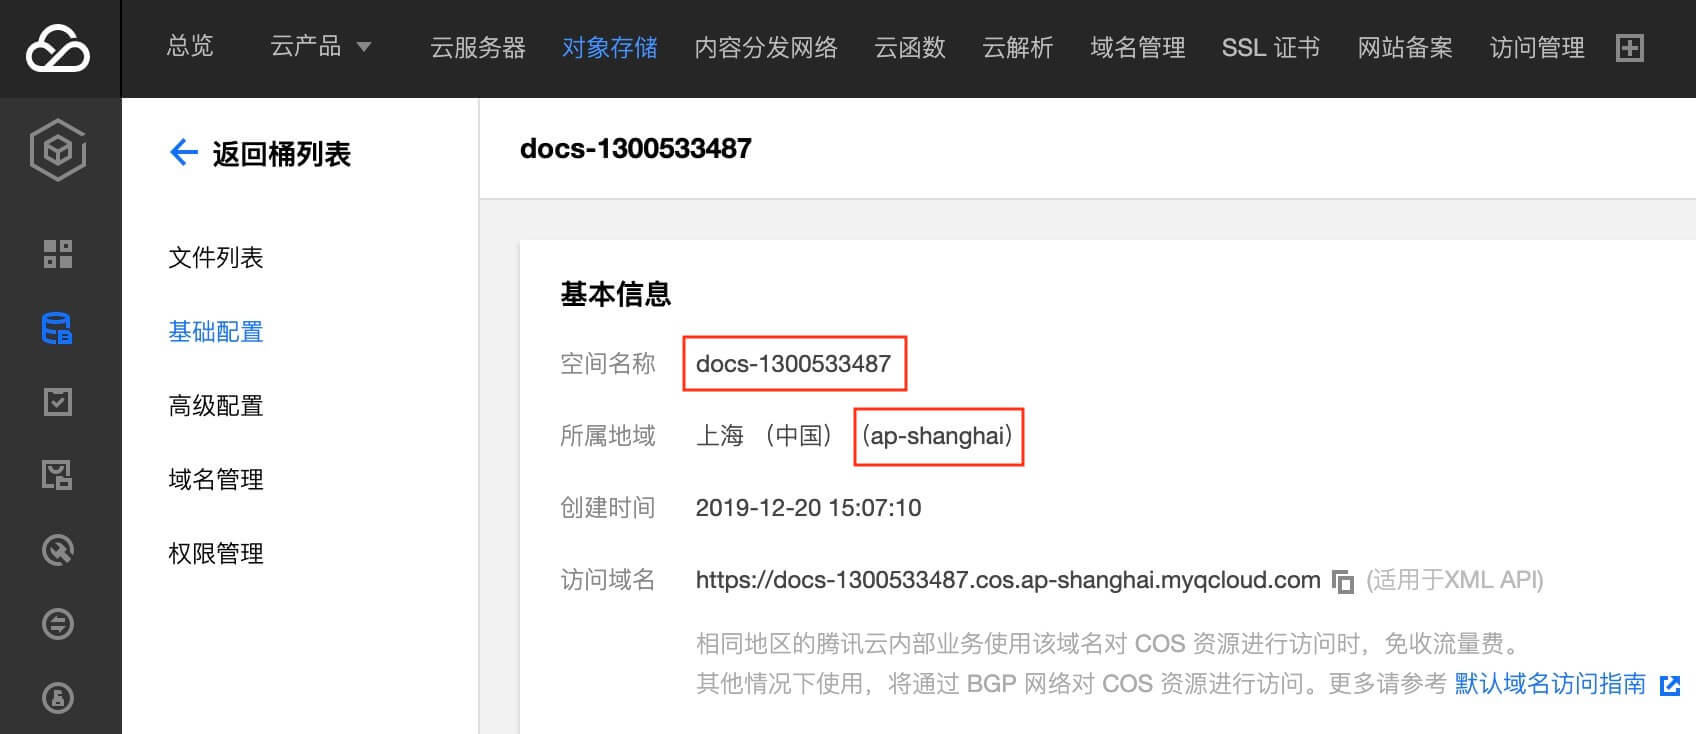 总览 云产品 云服务器 对象存储 内容分发网络 云函数 云解析 域名管理 SSL 证书 网站备案 访问管理
返回桶列表
文件列表
基础配置
高级配置
域名管理
权限管理
docs-1300533487
基本信息
空间名称 docs-1300533487
所属地域 上海 （中国） (ap-shanghai)
创建时间 2019-12-20 15:07:10
访问域名 https://docs-1300533487.cos.ap-shanghai.myqcloud.com (适用于XML API)
相同地区的腾讯云内部业务使用该域名对 COS 资源进行访问时，免收流量费。
其他情况下使用，将通过 BGP 网络对 COS 资源进行访问。更多请参考 默认域名访问指南